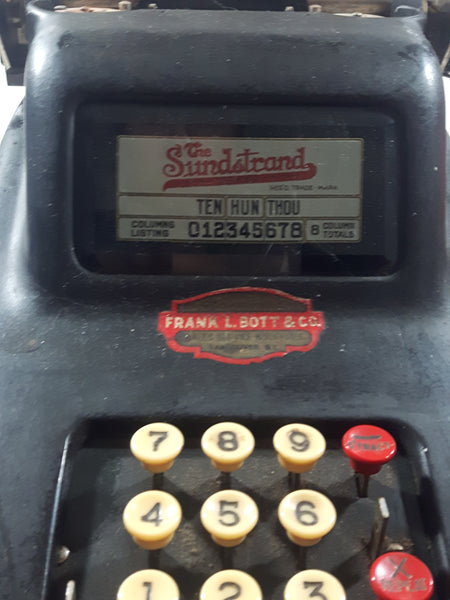 The
Sundstrand
REG'D. TRADE-MARK
TEN HUN THOU
COLUMNS LISTING 012345678 8 COLUMN TOTALS
FRANK L. BOTT & CO.
VANCOUVER B.C.
7 8 9
4 5 6
X
1 2 3